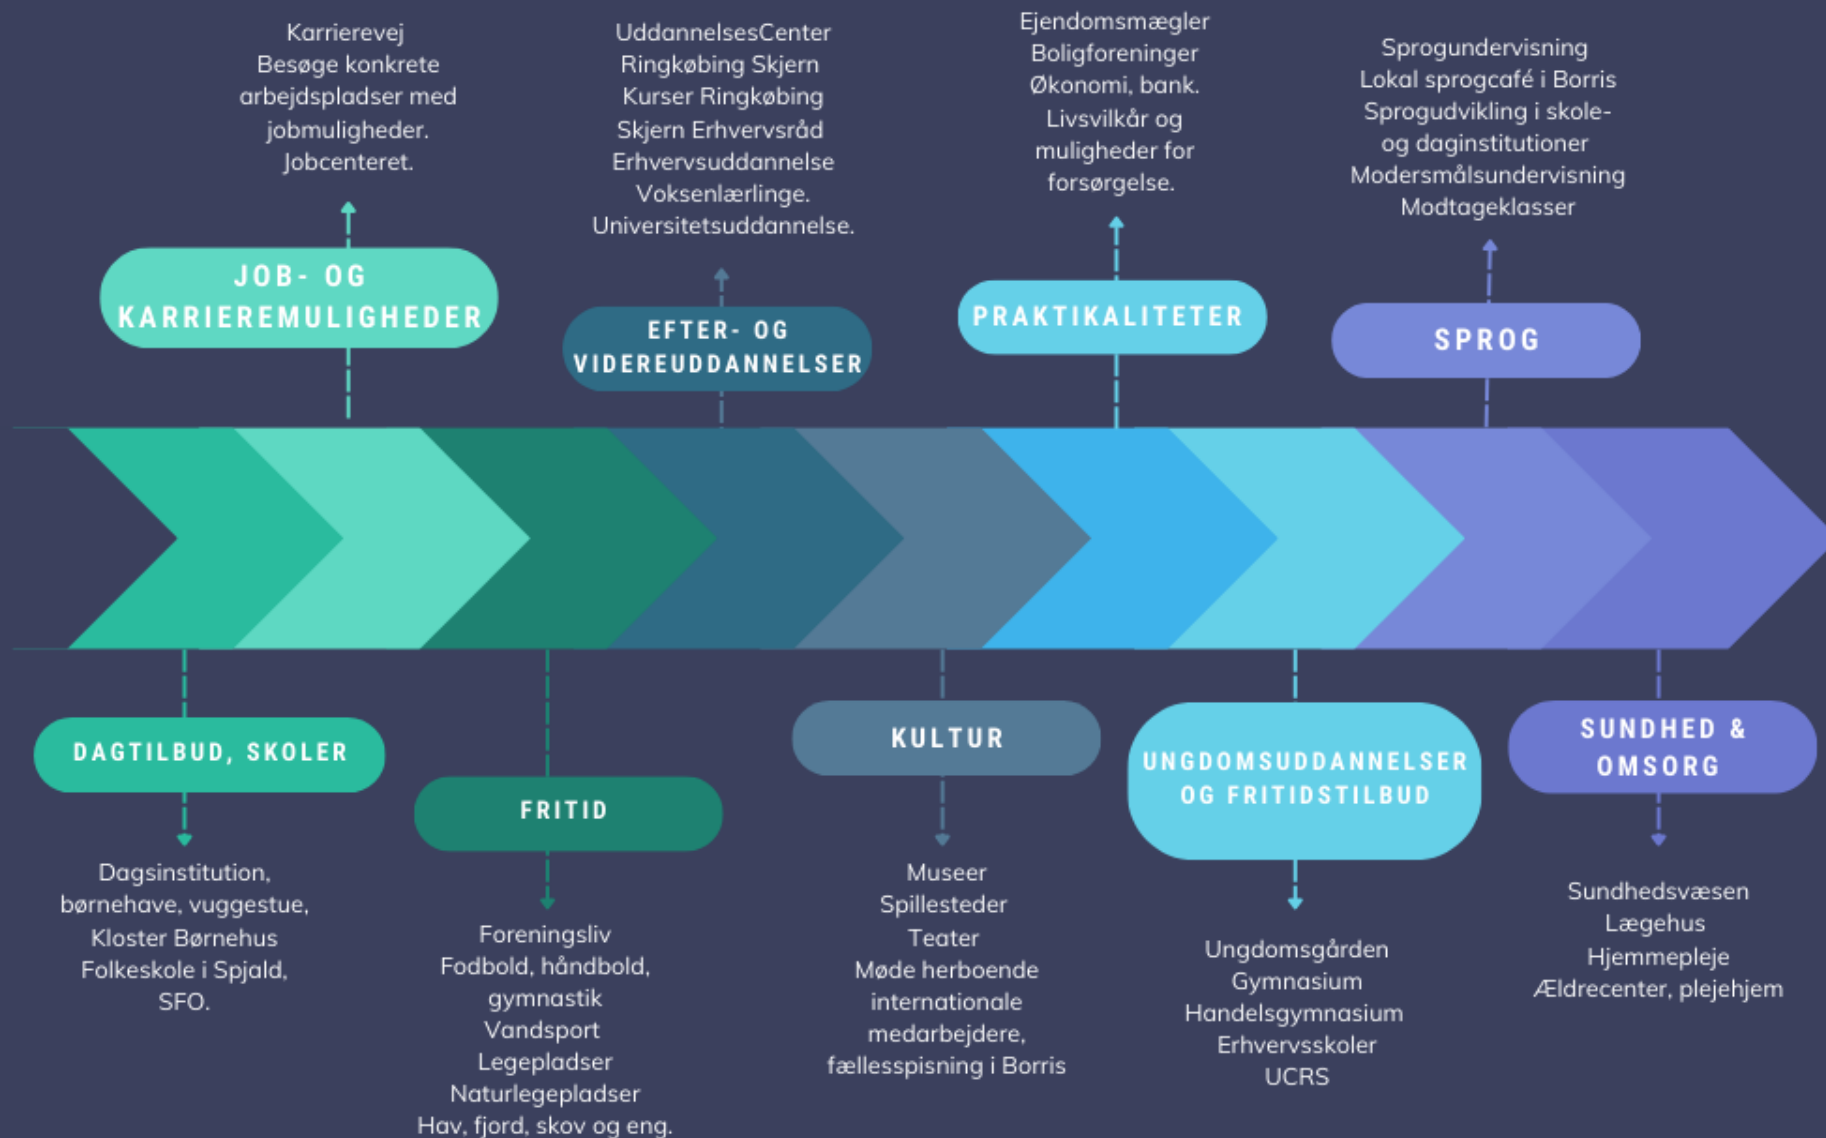 Karrierevej
Besøge konkrete
arbejdspladser med
jobmuligheder.
Jobcenteret.
JOB- OG
KARRIEREMULIGHEDER
UddannelsesCenter
Ringkøbing Skjern
Kurser Ringkøbing
Skjern Erhvervsråd
Erhvervsuddannelse
Voksenlærlinge.
Universitetsuddannelse.
EFTER- OG
VIDEREUDDANNELSER
Ejendomsmægler
Boligforeninger
Økonomi, bank.
Livsvilkår og
muligheder for
forsørgelse.
PRAKTIKALITETER
Sprogundervisning
Lokal sprogcafé i Borris
Sprogudvikling i skole-
og daginstitutioner
Modersmålsundervisning
Modtageklasser
SPROG
DAGTILBUD, SKOLER
Dagsinstitution,
børnehave, vuggestue,
Kloster Børnehus
Folkeskole i Spjald,
SFO.
FRITID
Foreningsliv
Fodbold, håndbold,
gymnastik
Vandsport
Legepladser
Naturlegepladser
Hav, fjord, skov og eng.
KULTUR
Museer
Spillesteder
Teater
Møde herboende
internationale
medarbejdere,
fællesspisning i Borris
UNGDOMSUDDANNELSER
OG FRITIDSTILBUD
Ungdomsgården
Gymnasium
Handelsgymnasium
Erhvervsskoler
UCRS
SUNDHED &
OMSORG
Sundhedsvæsen
Lægehus
Hjemmepleje
Ældrecenter, plejehjem